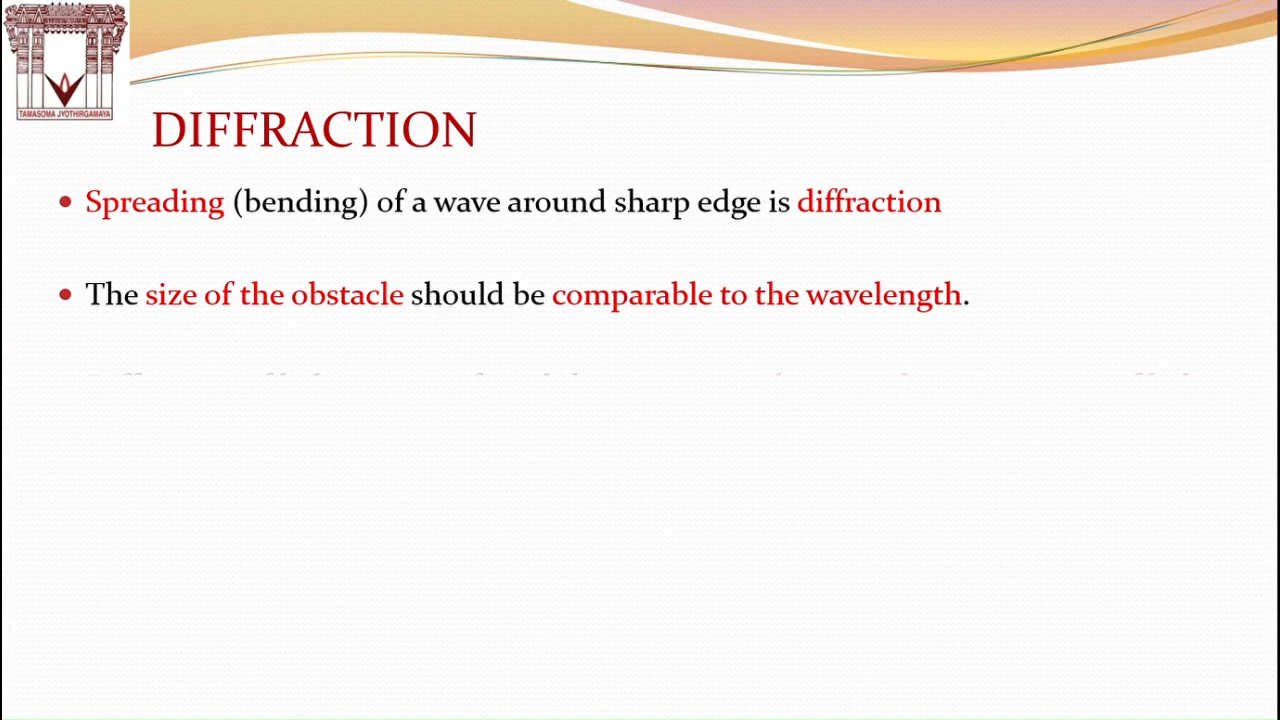 TAMASOMA JYOTHIRGAMAYA
DIFFRACTION
• Spreading (bending) of a wave around sharp edge is diffraction
• The size of the obstacle should be comparable to the wavelength.